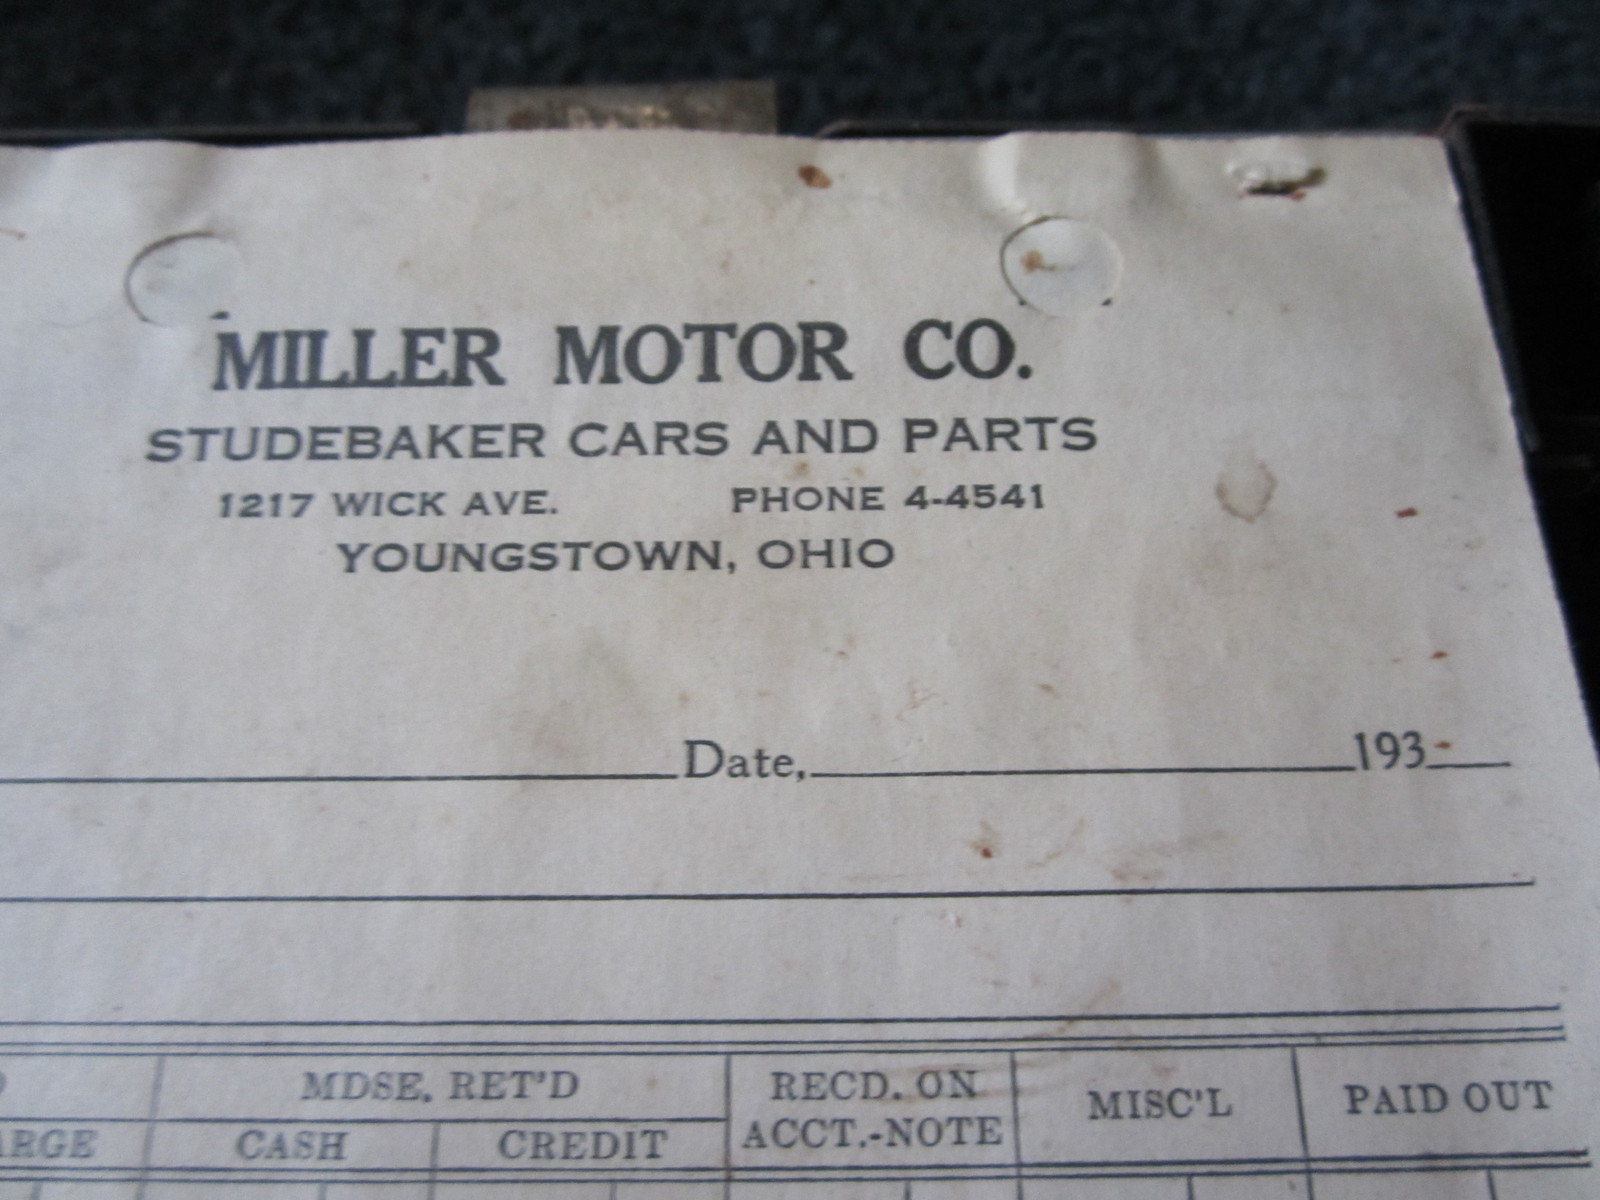 MILLER MOTOR CO.
STUDEBAKER CARS AND PARTS
1217 WICK AVE. PHONE 4-4541
YOUNGSTOWN, OHIO
Date, 193
MDSE. RET'D RECD. ON ACCT.-NOTE MISC'L PAID OUT
ARGE CASH CREDIT